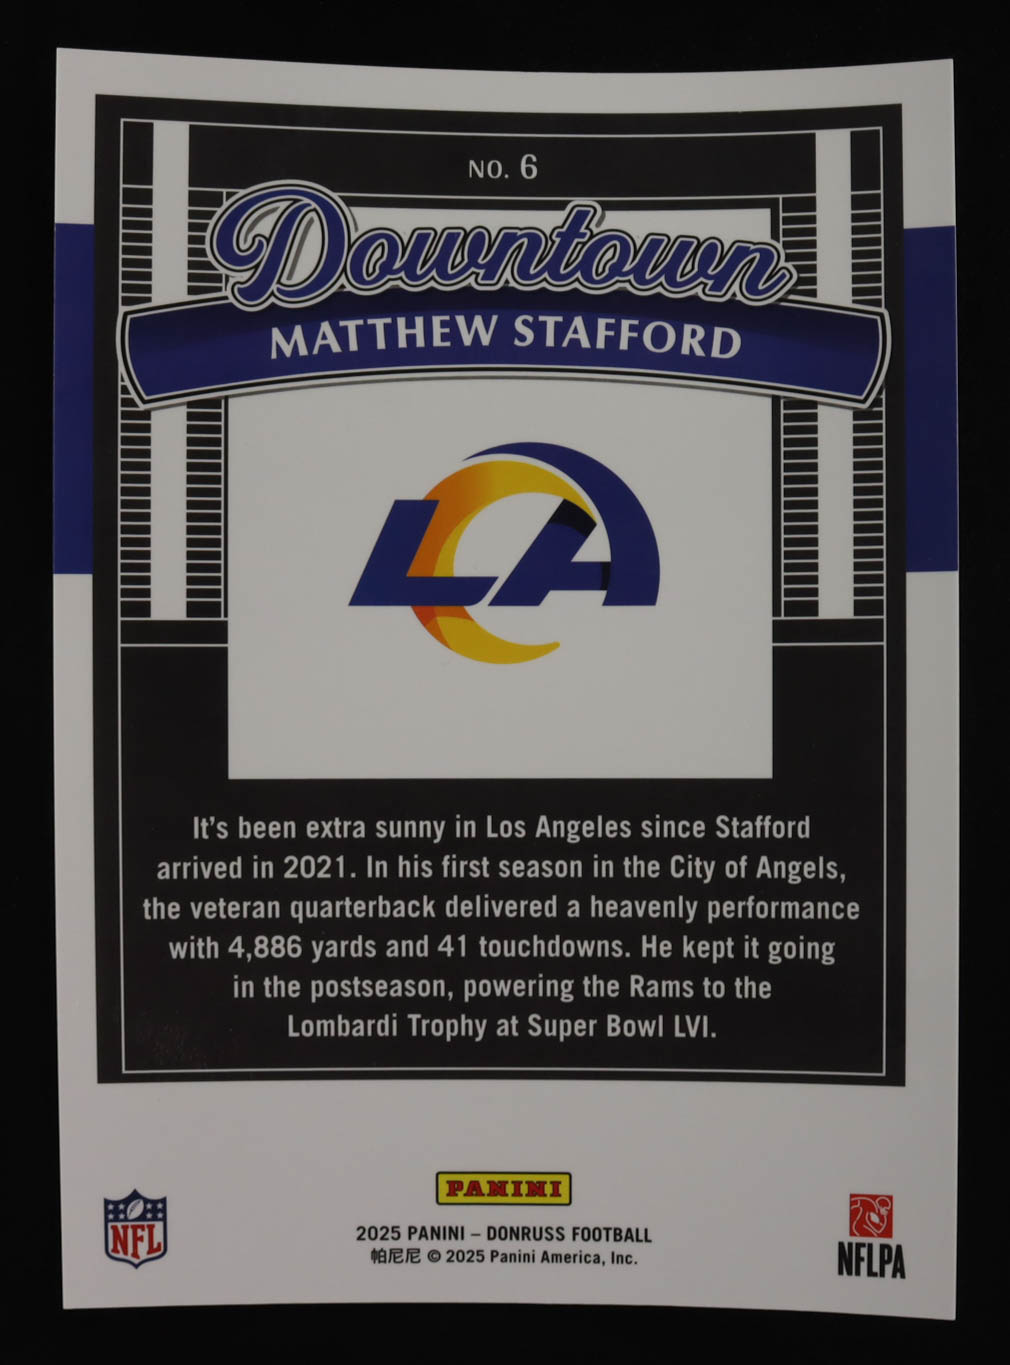 NO. 6
Downtown
MATTHEW STAFFORD
LA
It's been extra sunny in Los Angeles since Stafford
arrived in 2021. In his first season in the City of Angels,
the veteran quarterback delivered a heavenly performance
with 4,886 yards and 41 touchdowns. He kept it going
in the postseason, powering the Rams to the
Lombardi Trophy at Super Bowl LVI.
PANINI
NFL
2025 PANINI – DONRUSS FOOTBALL
帕尼尼 © 2025 Panini America, Inc.
NFLPA